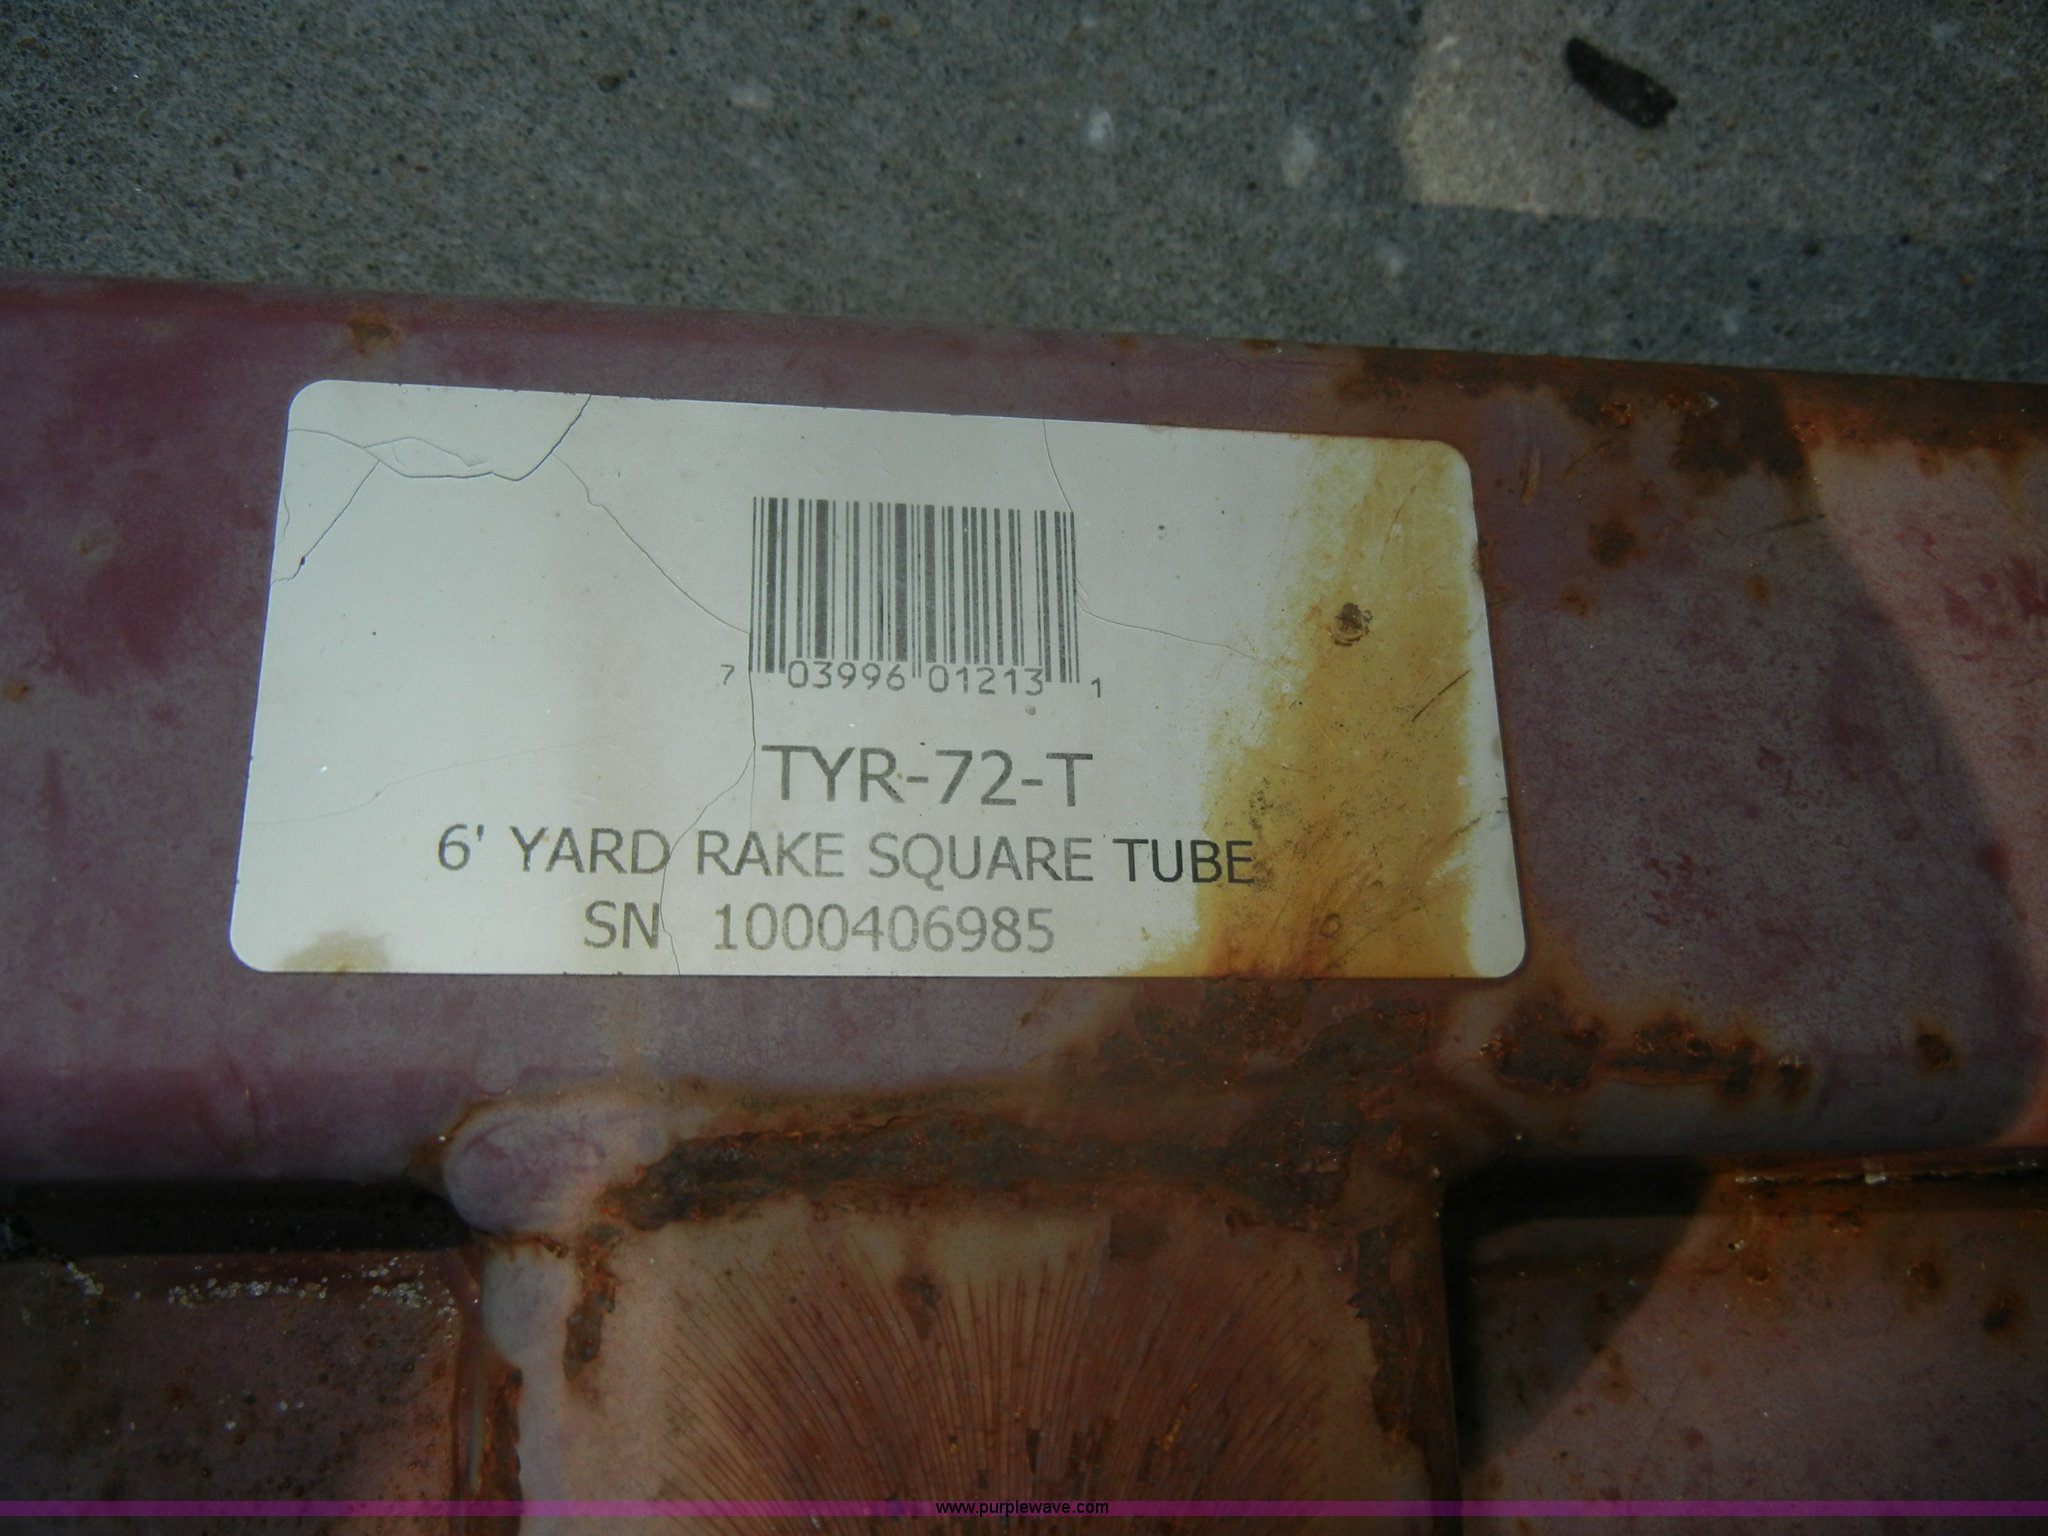 7 03996 01213 1
TYR-72-T
6' YARD RAKE SQUARE TUBE
SN 1000406985
www.purplewave.com